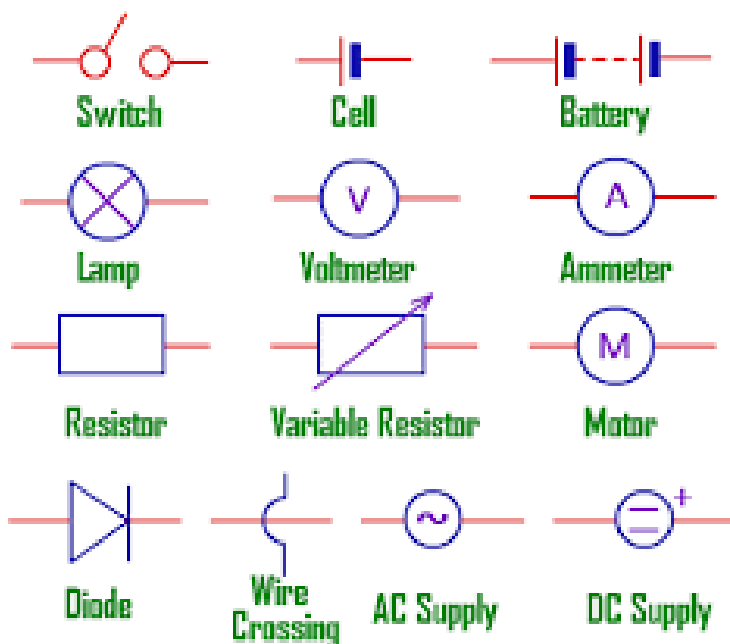 Switch Cell Battery
V A
Lamp Voltmeter Ammeter
M
Resistor Variable Resistor Motor
~ = +
Diode Wire Crossing AC Supply DC Supply